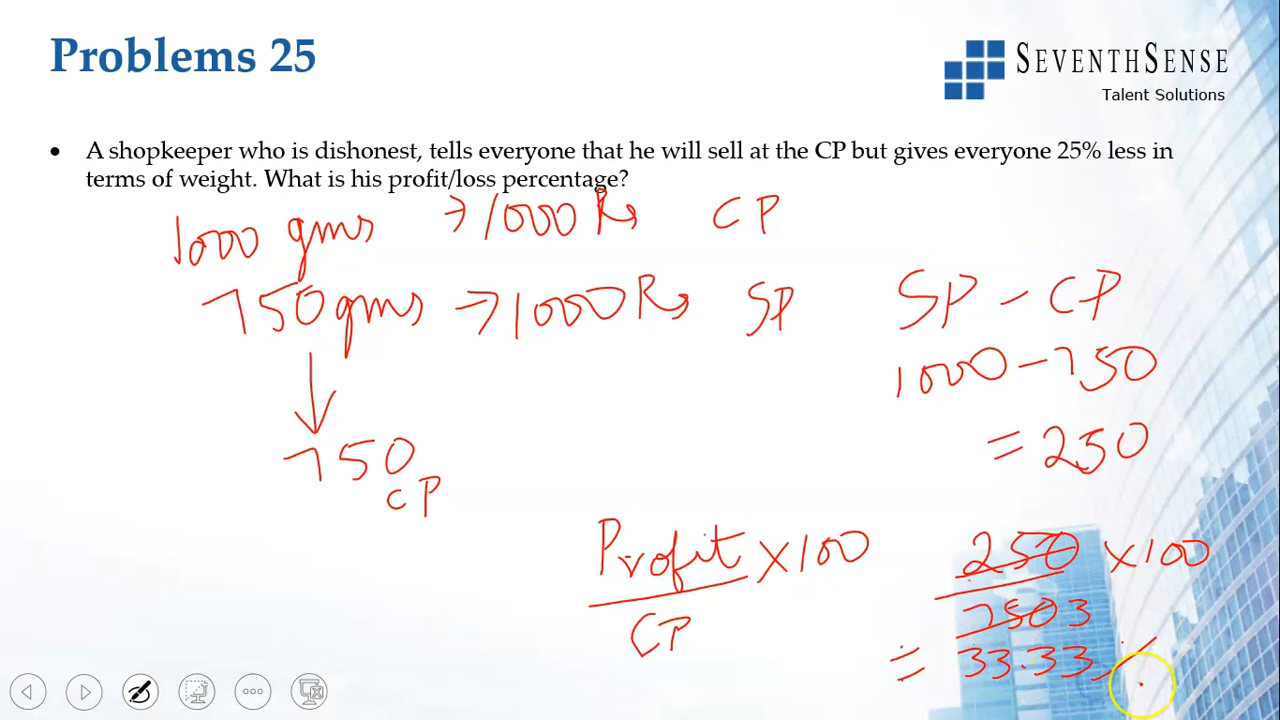 Problems 25
SEVENTHSENSE
Talent Solutions
• A shopkeeper who is dishonest, tells everyone that he will sell at the CP but gives everyone 25% less in
terms of weight. What is his profit/loss percentage?
1000 gms → 1000 Rs CP
750 gms → 1000 Rs SP
SP - CP
1000 - 750
= 250
↓
750
CP
Profit × 100
CP
250 × 100
750 3
= 33.33 %